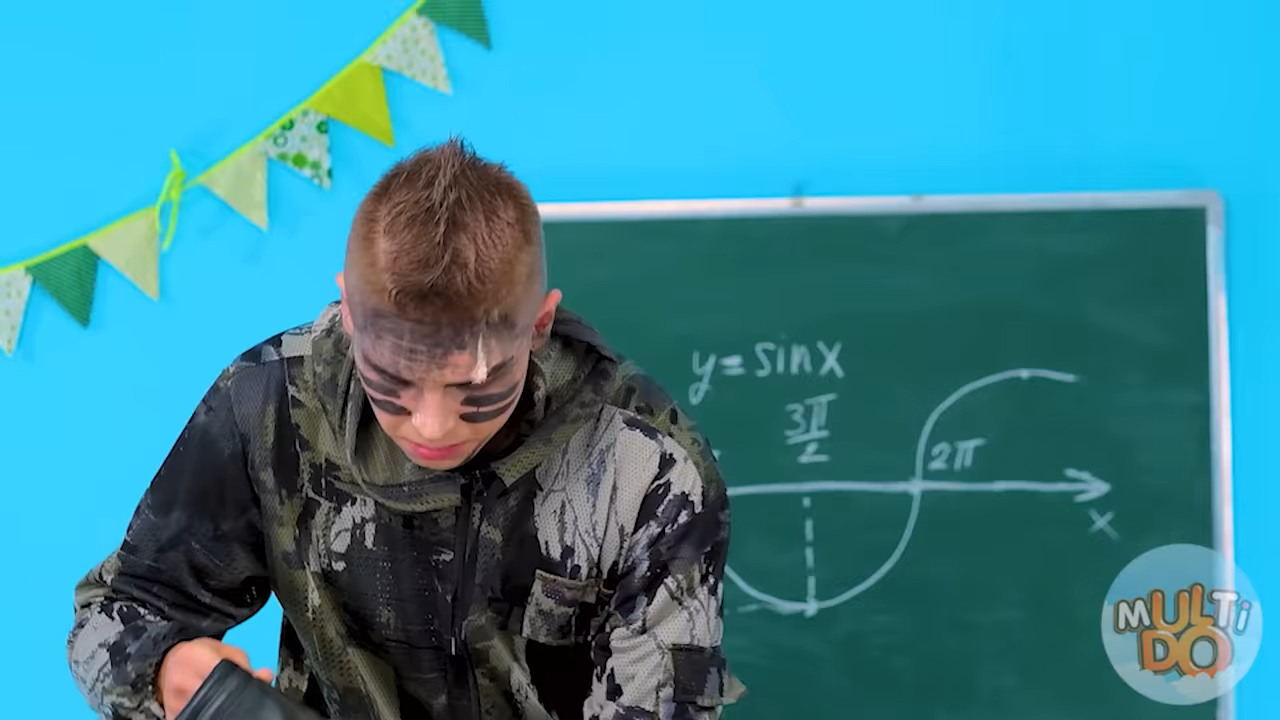 y=sinx
3π
2
2π
x
MULTi
DO